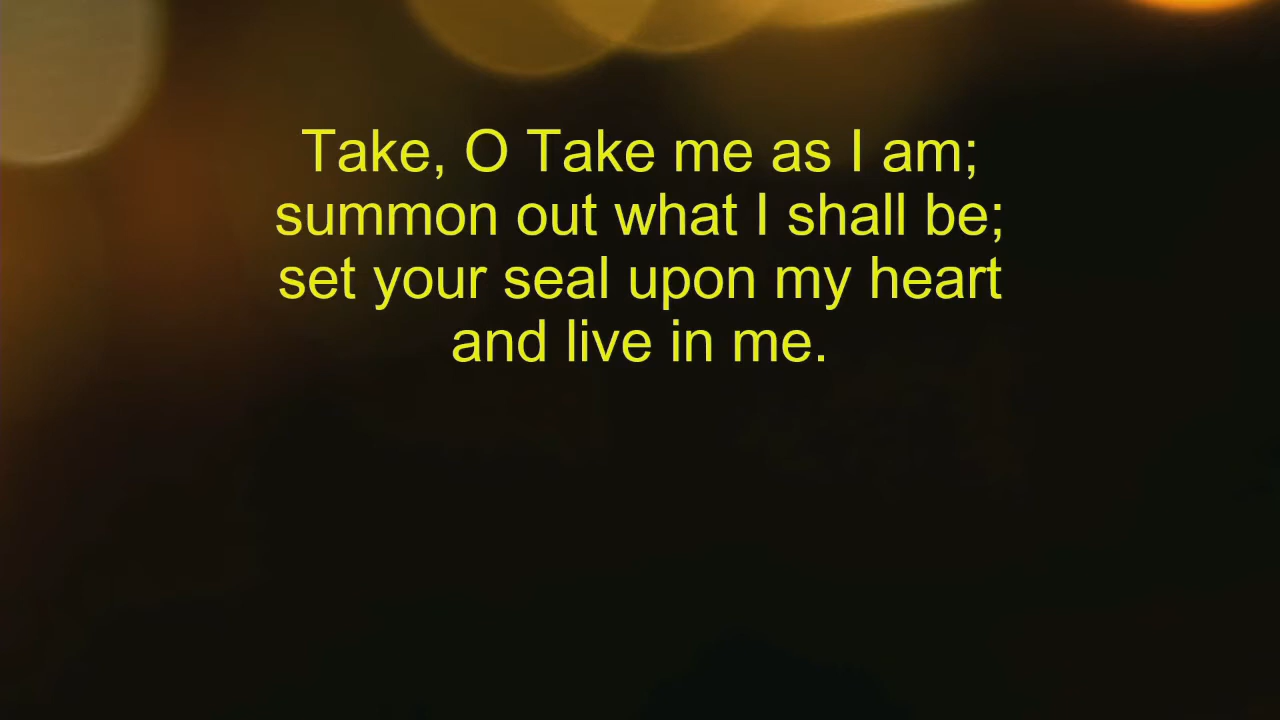 Take, O Take me as I am;
summon out what I shall be;
set your seal upon my heart
and live in me.